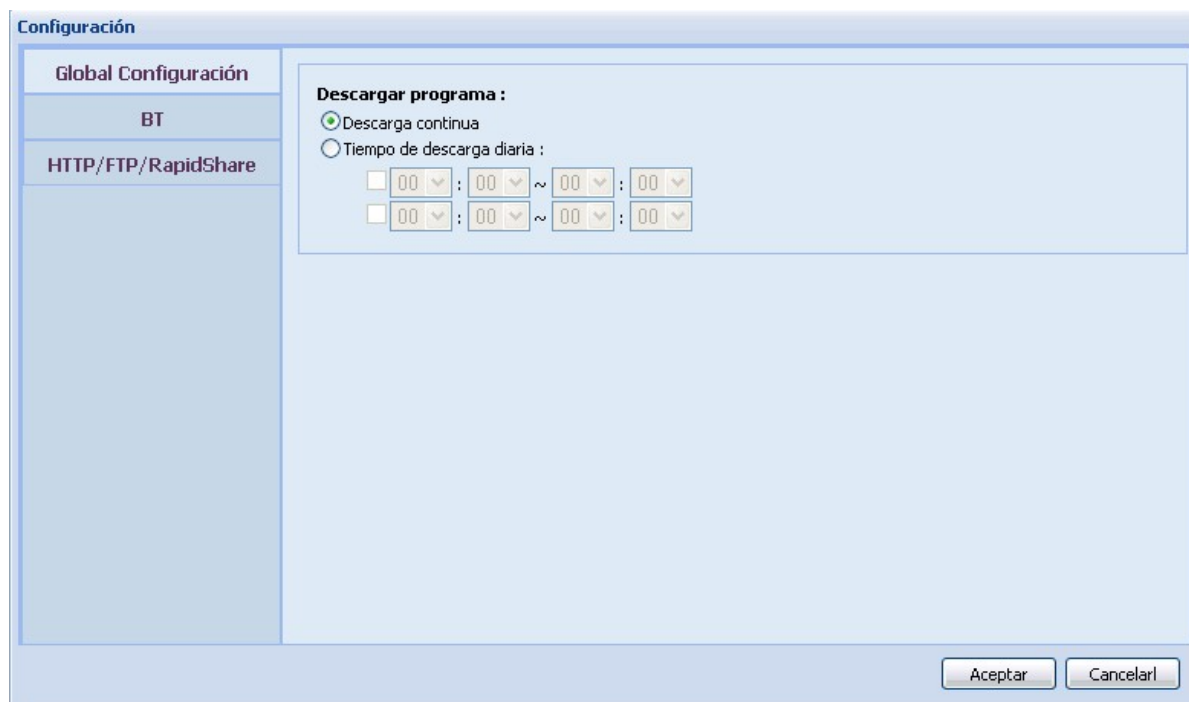 Configuración
Global Configuración
BT
HTTP/FTP/RapidShare
Descargar programa :
Descarga continua
Tiempo de descarga diaria :
00 : 00 ~ 00 : 00
00 : 00 ~ 00 : 00
Aceptar
Cancelarl